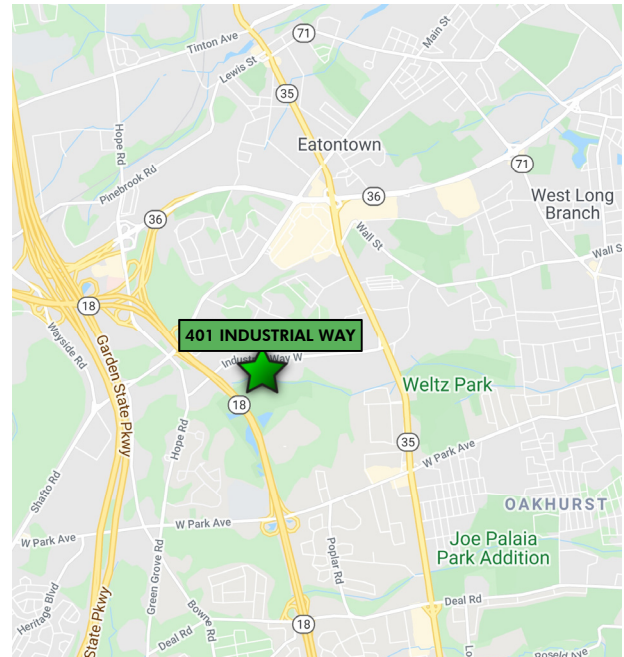 71
Main St
Tinton Ave
Lewis St
35
Hope Rd
Eatontown
71
Pinebrook Rd
36
West Long
Branch
36
Wall St
Wall S
18
401 INDUSTRIAL WAY
Wayside Rd
Garden State Pkwy
Industrial Way W
Weltz Park
18
Hope Rd
35
W Park Ave
Shafto Rd
OAKHURST
W Park Ave
W Park Ave
Joe Palaia
Park Addition
Poplar Rd
Green Grove Rd
Heritage Blvd
Bowne Rd
Deal Rd
18
Deal Rd
State Pkwy